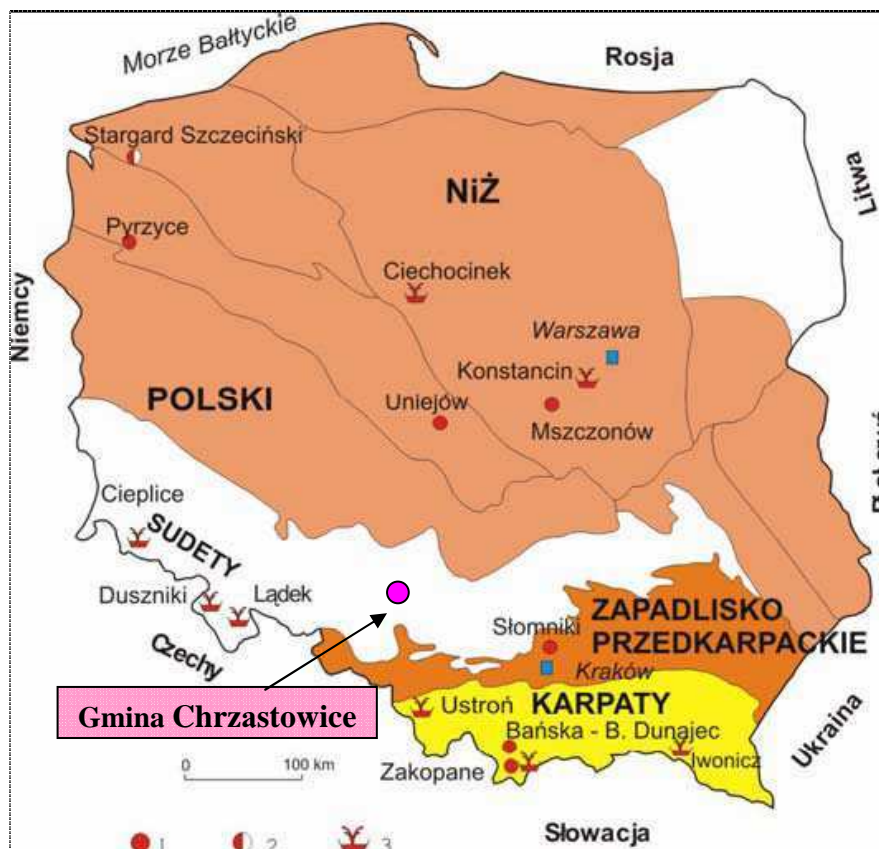 Morze Bałtyckie
Rosja
Stargard Szczeciński
Litwa
NiŻ
Pyrzyce
Ciechocinek
Niemcy
Warszawa
Konstancin
POLSKI
Uniejów
Mszczonów
Cieplice
SUDETY
Duszniki
Lądek
ZAPADLISKO
PRZEDKARPACKIE
Słomniki
Czechy
Kraków
Gmina Chrzastowice
KARPATY
Ustroń
Bańska - B. Dunajec
Ukraina
0 100 km
Zakopane
Iwonicz
1 2 3
Słowacja